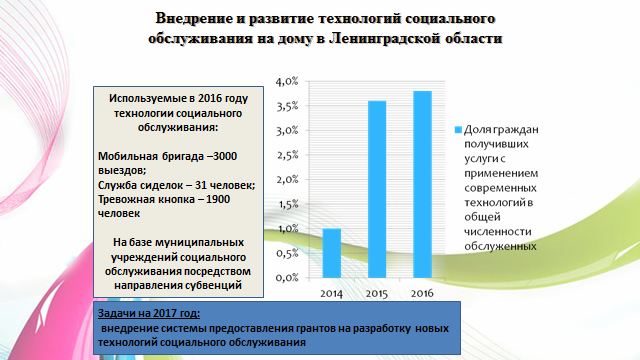 Внедрение и развитие технологий социального
обслуживания на дому в Ленинградской области
Используемые в 2016 году
технологии социального
обслуживания:
Мобильная бригада –3000
выездов;
Служба сиделок – 31 человек;
Тревожная кнопка – 1900
человек
На базе муниципальных
учреждений социального
обслуживания посредством
направления субвенций
4,0%
3,5%
3,0%
2,5%
2,0%
1,5%
1,0%
0,5%
0,0%
2014 2015 2016
Доля граждан
получивших
услуги с
применением
современных
технологий в
общей
численности
обслуженных
Задачи на 2017 год:
внедрение системы предоставления грантов на разработку новых
технологий социального обслуживания